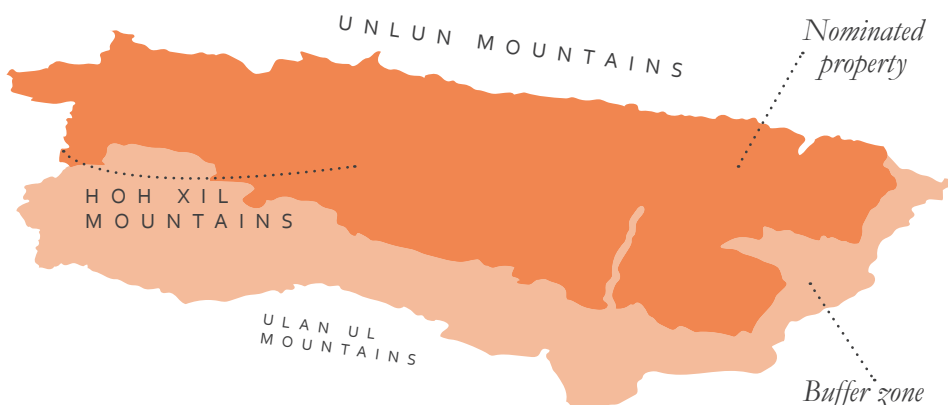 UNLUN MOUNTAINS
Nominated
property
HOH XIL
MOUNTAINS
ULAN UL
MOUNTAINS
Buffer zone